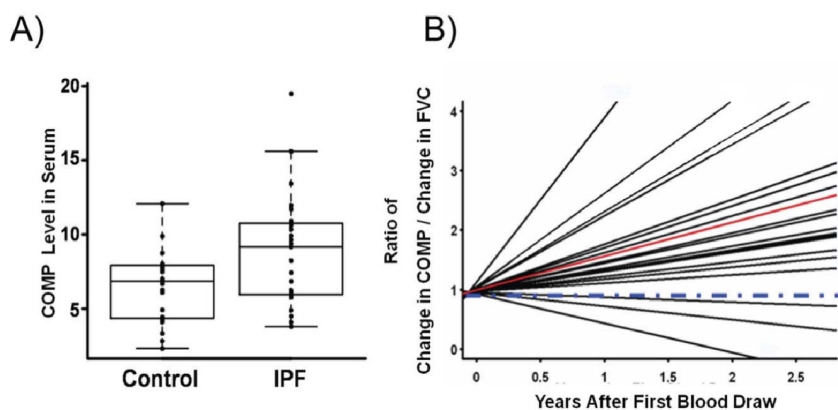 A)
B)
COMP Level in Serum
20
15
10
5
Control IPF
Ratio of
Change in COMP / Change in FVC
4
3
2
1
0
0 0.5 1 1.5 2 2.5
Years After First Blood Draw